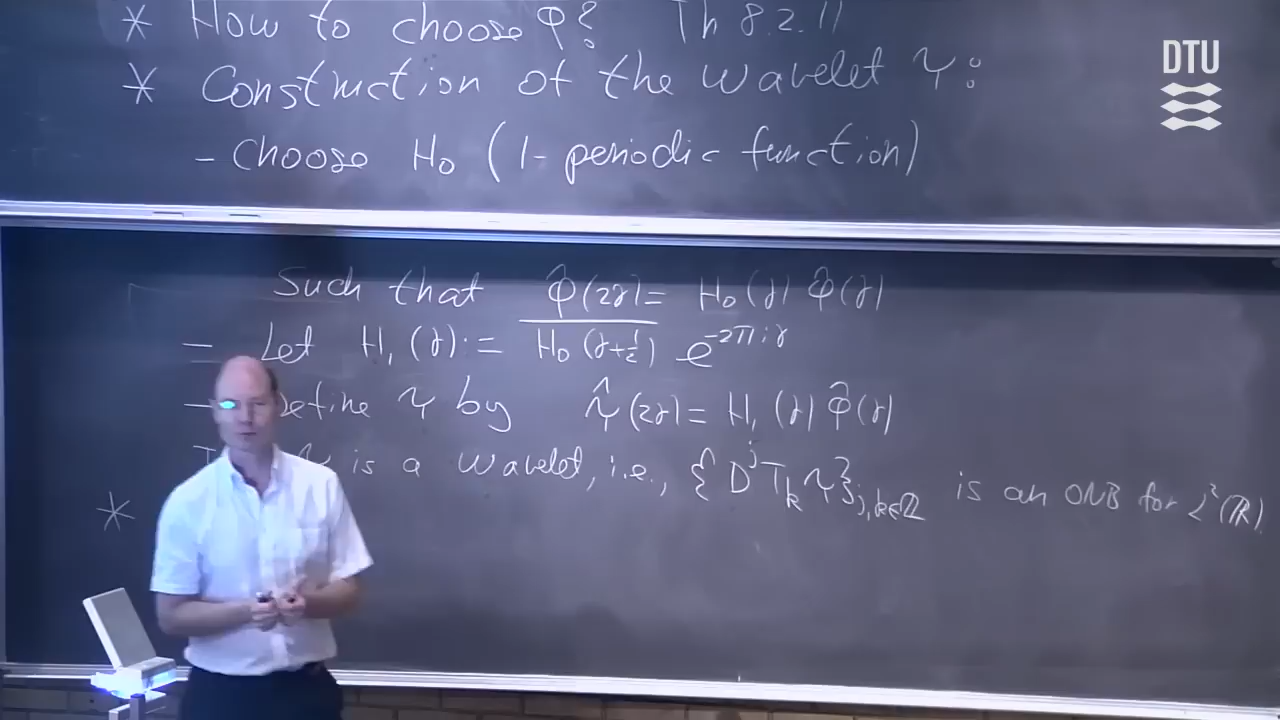 * How to choose φ? Th 8.2.11
* Construction of the wavelet ψ:
- Choose H₀ (1-periodic function)
Such that φ̂(2γ) = H₀(γ) φ̂(γ)
- Let H₁(γ) := \overline{H₀(γ+½)} e^{-2πiγ}
- Define ψ by ψ̂(2γ) = H₁(γ) φ̂(γ)
ψ is a wavelet, i.e., {DʲTₖψ}_{j,k∈ℤ} is an ONB for L²(ℝ)
*
DTU